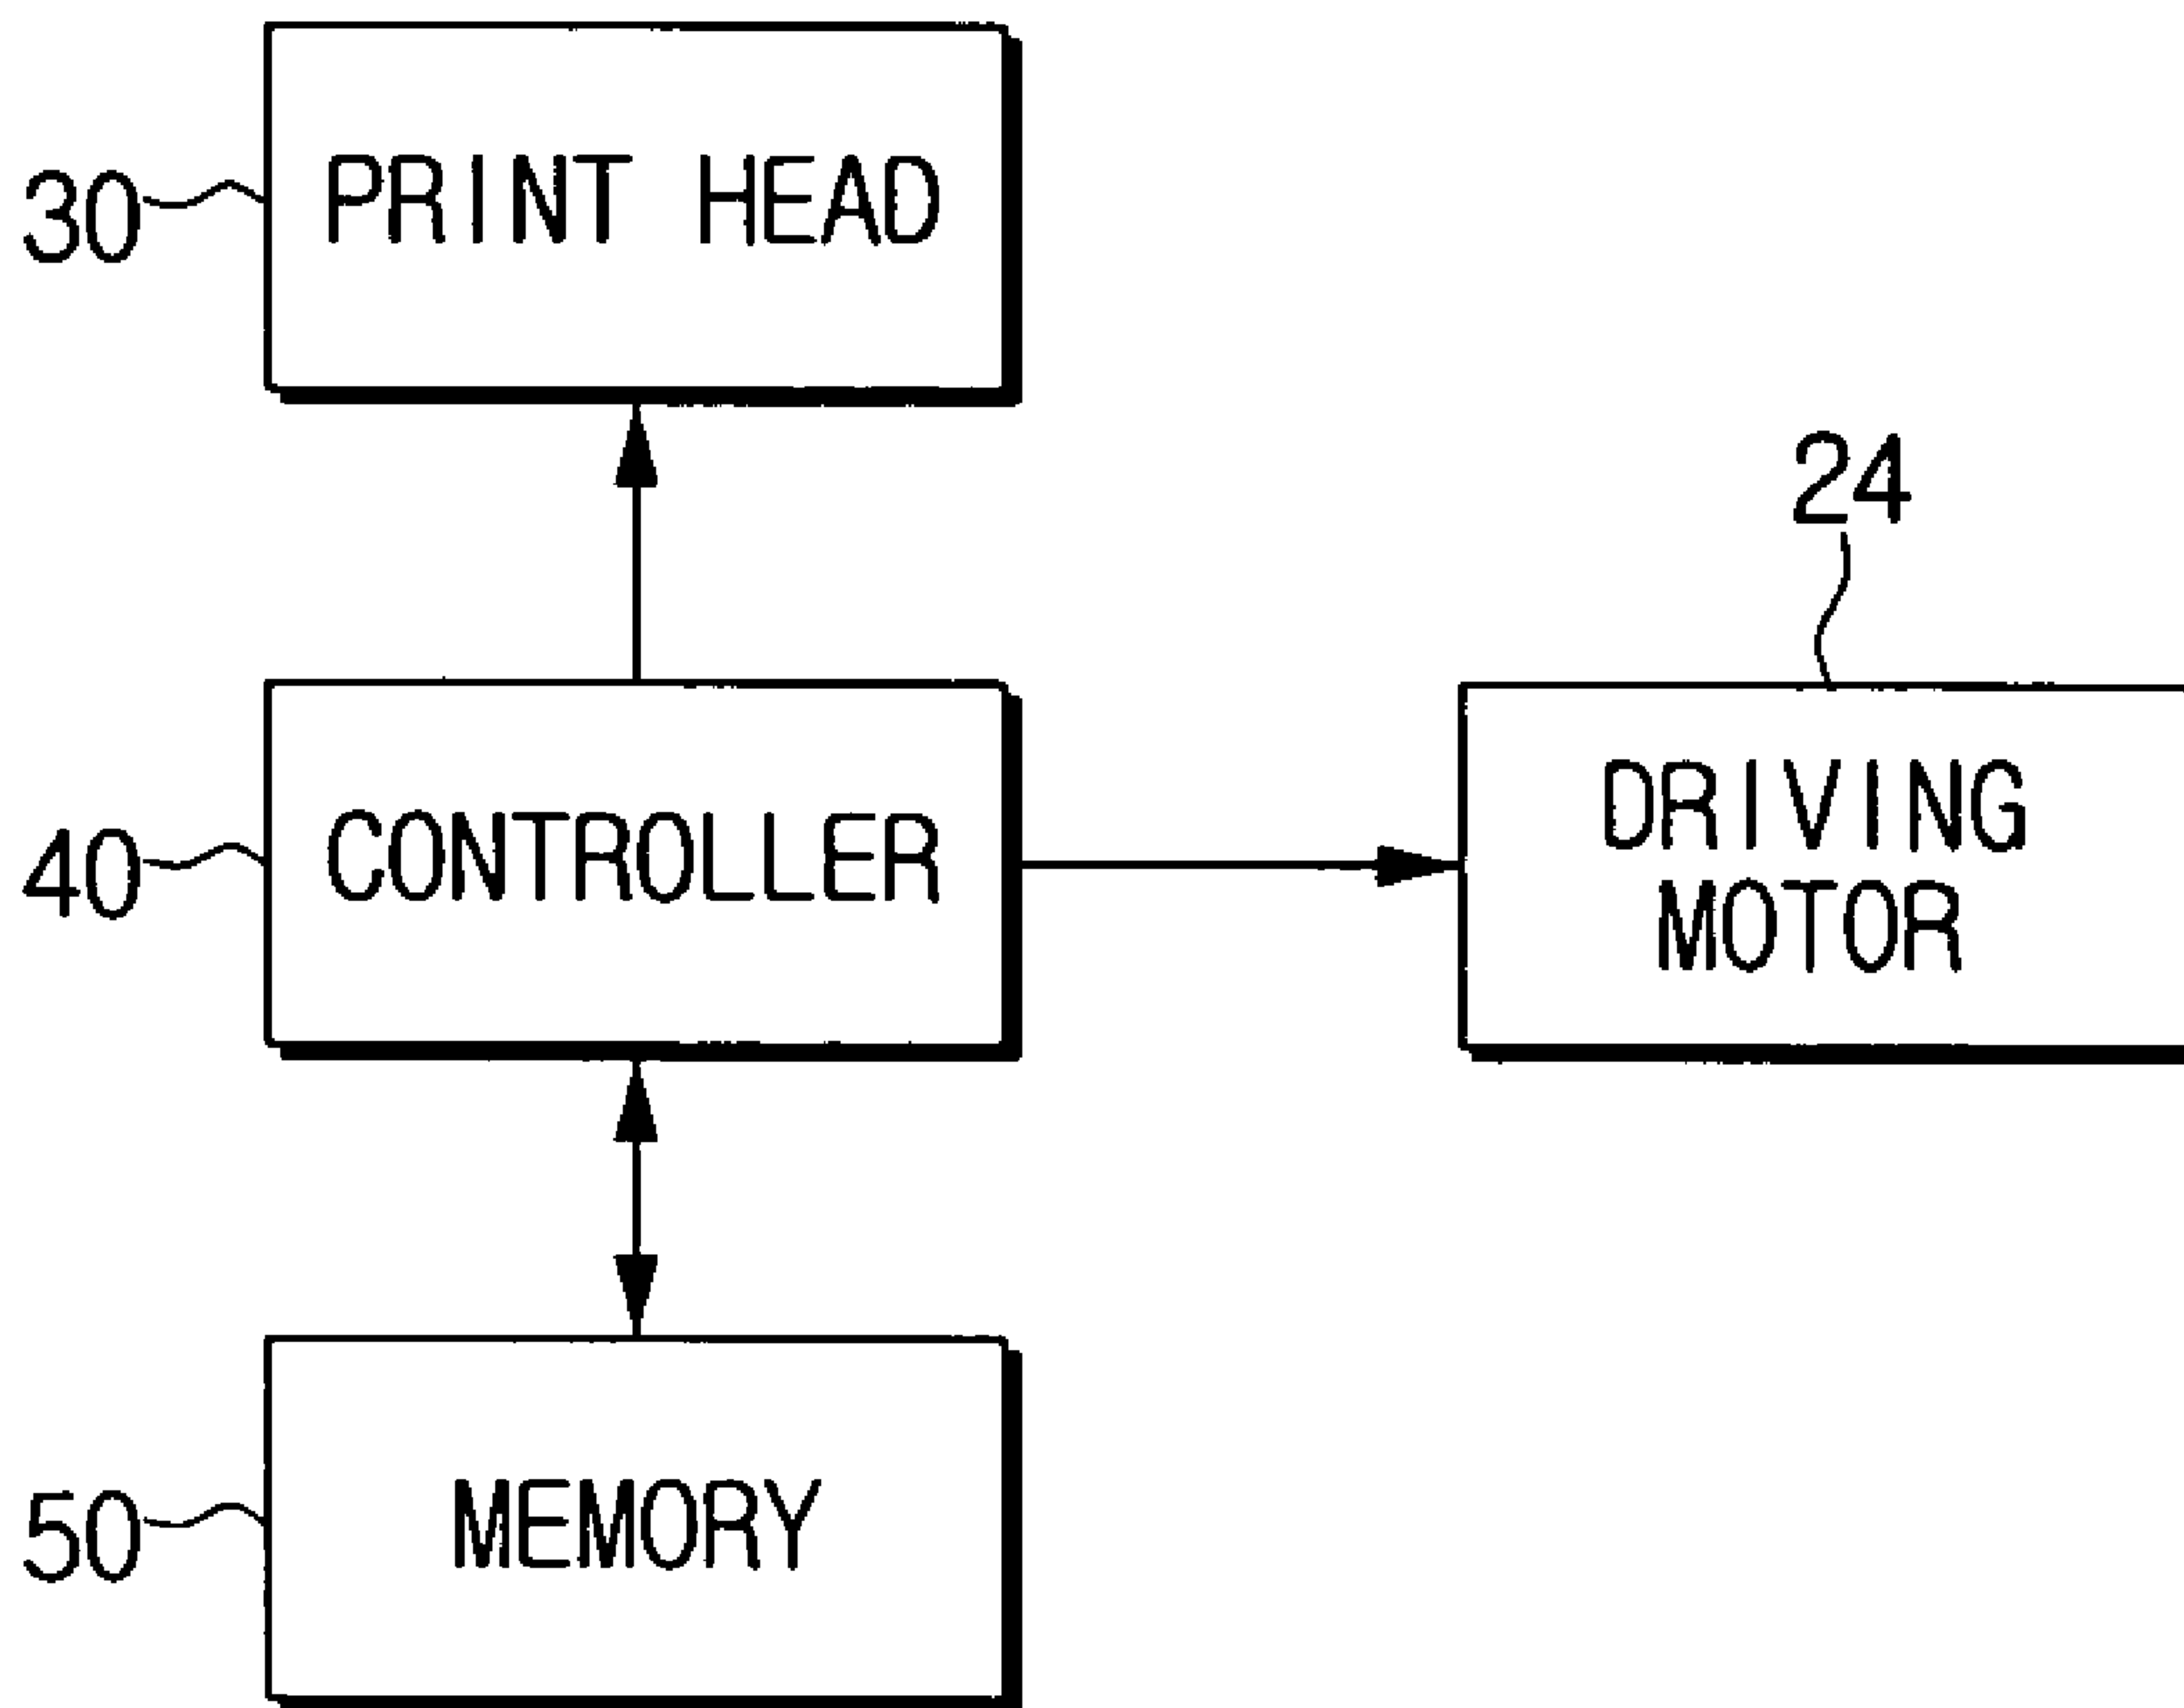 30
PRINT HEAD
24
40
CONTROLLER
DRIVING
MOTOR
50
MEMORY